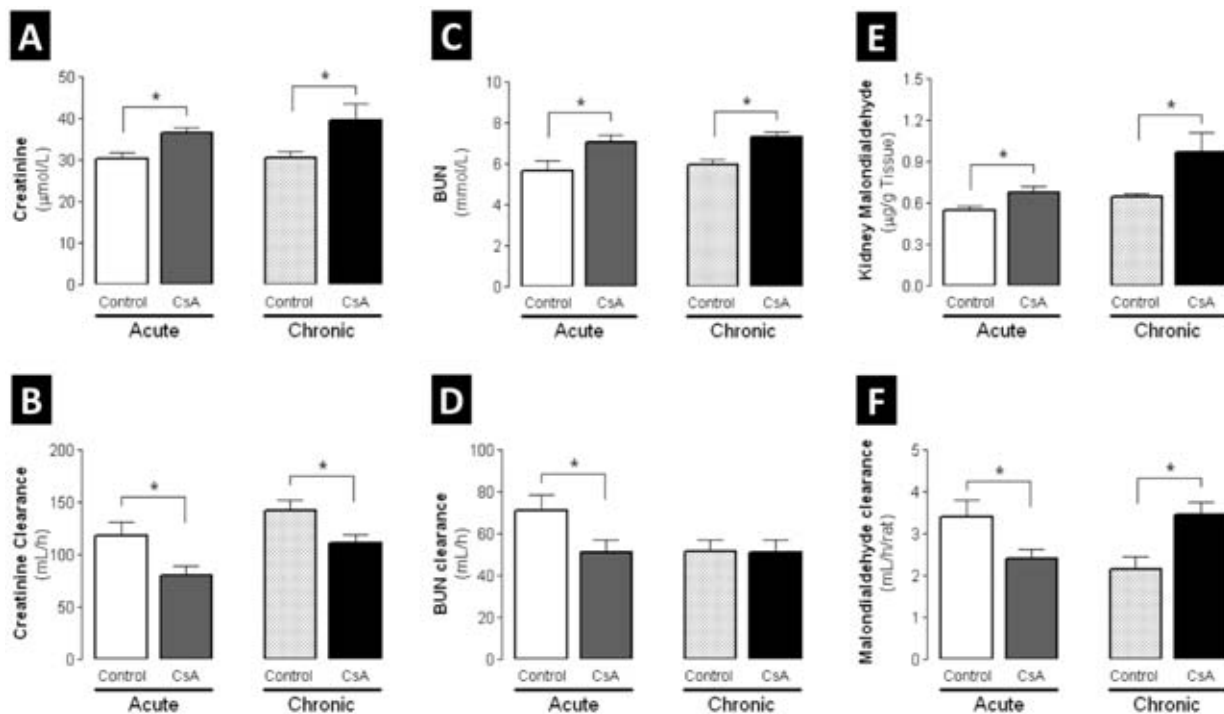 A
Creatinine
(µmol/L)
50
40
30
20
10
0
*
*
Control CsA Control CsA
Acute Chronic
C
BUN
(mmol/L)
10
8
6
4
2
0
*
*
Control CsA Control CsA
Acute Chronic
E
Kidney Malondialdehyde
(µg/g Tissue)
1.5
1.2
0.9
0.6
0.3
0.0
*
*
Control CsA Control CsA
Acute Chronic
B
Creatinine Clearance
(mL/h)
200
150
100
50
0
*
*
Control CsA Control CsA
Acute Chronic
D
BUN clearance
(mL/h)
100
80
60
40
20
0
*
Control CsA Control CsA
Acute Chronic
F
Malondialdehyde clearance
(mL/h/rat)
5
4
3
2
1
0
*
*
Control CsA Control CsA
Acute Chronic